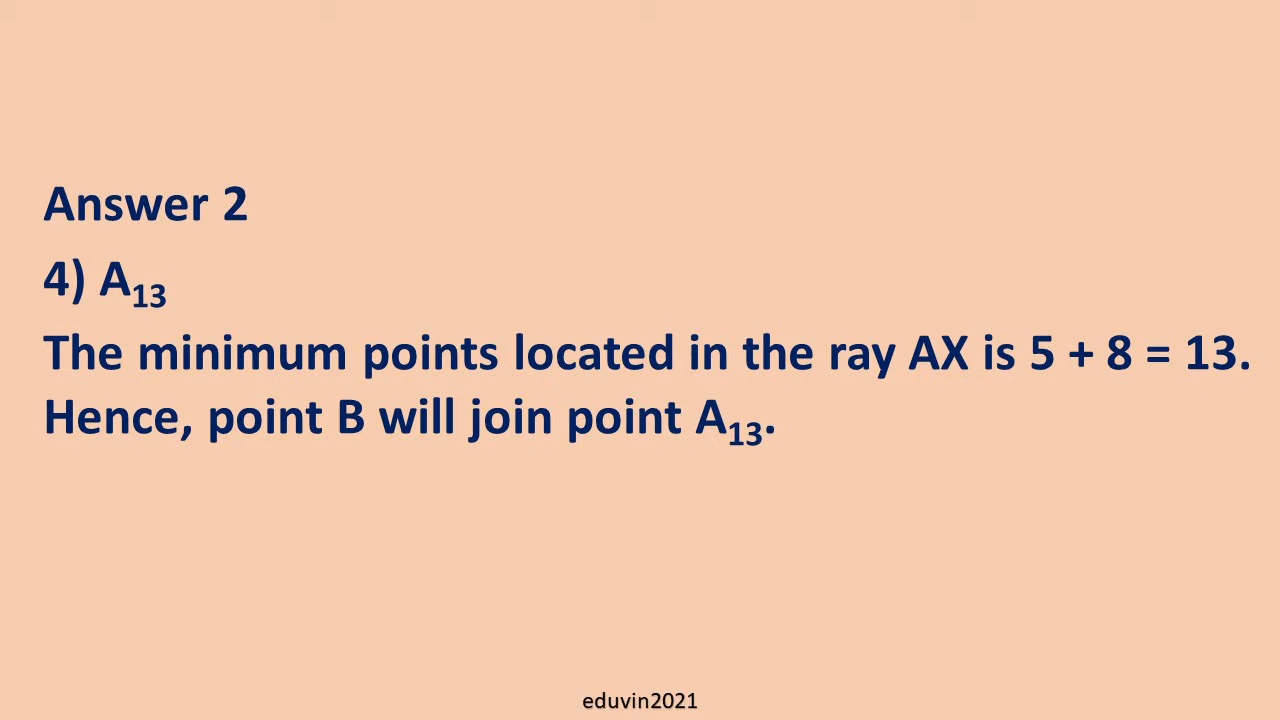 Answer 2
4) A₁₃
The minimum points located in the ray AX is 5 + 8 = 13.
Hence, point B will join point A₁₃.
eduvin2021